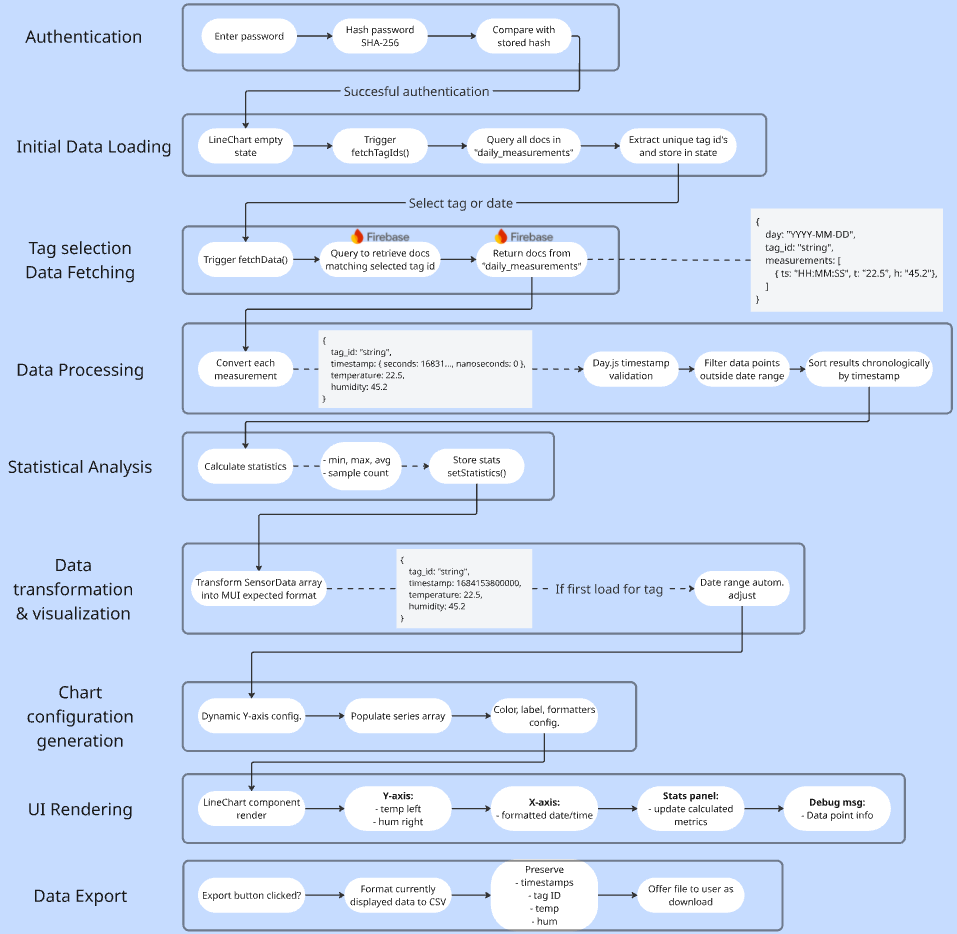 Authentication
Enter password
Hash password
SHA-256
Compare with
stored hash
Succesful authentication
Initial Data Loading
LineChart empty
state
Trigger
fetchTagIds()
Query all docs in
"daily_measurements"
Extract unique tag id's
and store in state
Select tag or date
Tag selection
Data Fetching
Trigger fetchData()
Firebase
Query to retrieve docs
matching selected tag id
Firebase
Return docs from
"daily_measurements"
{
day: "YYYY-MM-DD",
tag_id: "string",
measurements: [
{ ts: "HH:MM:SS", t: "22.5", h: "45.2"},
]
}
Data Processing
Convert each
measurement
{
tag_id: "string",
timestamp: { seconds: 16831..., nanoseconds: 0 },
temperature: 22.5,
humidity: 45.2
}
Day.js timestamp
validation
Filter data points
outside date range
Sort results chronologically
by timestamp
Statistical Analysis
Calculate statistics
- min, max, avg
- sample count
Store stats
setStatistics()
Data
transformation
& visualization
Transform SensorData array
into MUI expected format
{
tag_id: "string",
timestamp: 1684153800000,
temperature: 22.5,
humidity: 45.2
}
If first load for tag
Date range autom.
adjust
Chart
configuration
generation
Dynamic Y-axis config.
Populate series array
Color, label, formatters
config.
UI Rendering
LineChart component
render
Y-axis:
- temp left
- hum right
X-axis:
- formatted date/time
Stats panel:
- update calculated
metrics
Debug msg:
- Data point info
Data Export
Export button clicked?
Format currently
displayed data to CSV
Preserve
- timestamps
- tag ID
- temp
- hum
Offer file to user as
download